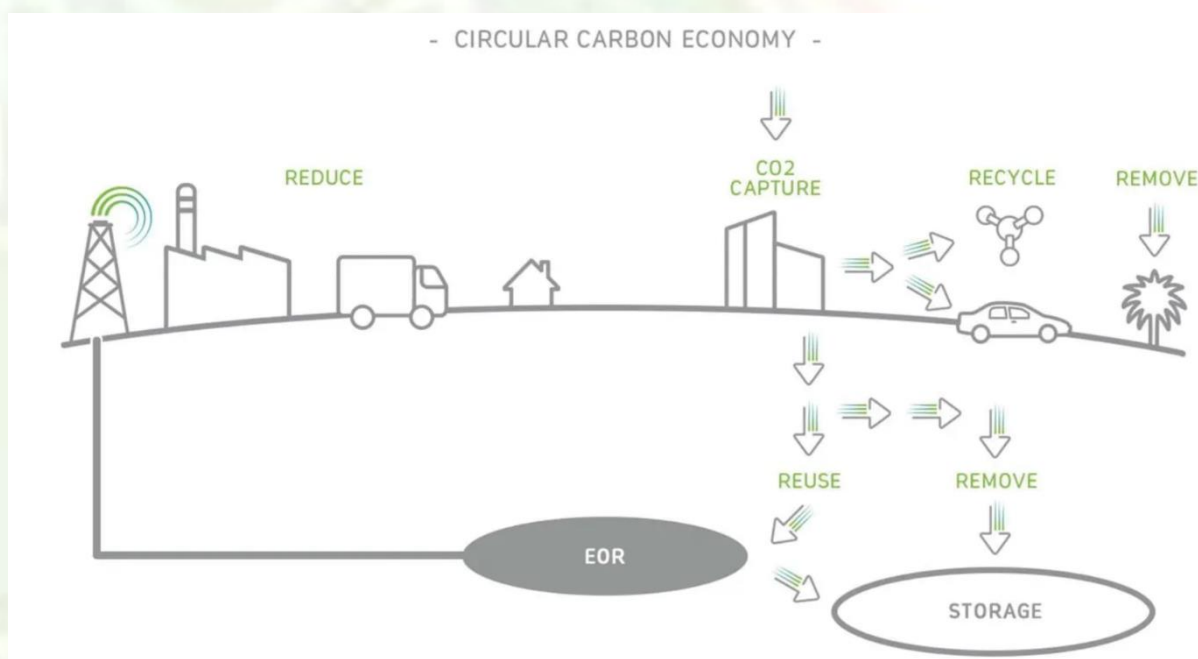 - CIRCULAR CARBON ECONOMY -
REDUCE
CO2
CAPTURE
RECYCLE
REMOVE
REUSE
REMOVE
EOR
STORAGE